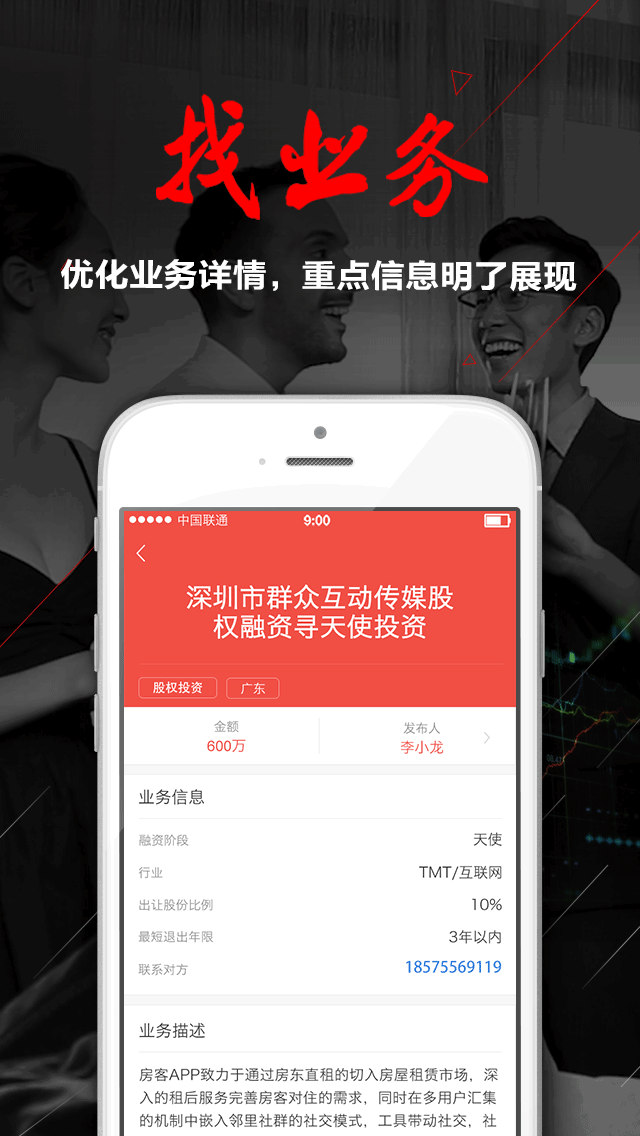 找业务
优化业务详情，重点信息明了展现
中国联通 9:00
深圳市群众互动传媒股
权融资寻天使投资
股权投资 广东
金额 发布人
600万 李小龙
业务信息
融资阶段 天使
行业 TMT/互联网
出让股份比例 10%
最短退出年限 3年以内
联系对方 18575569119
业务描述
房客APP致力于通过房东直租的切入房屋租赁市场，深
入的租后服务完善房客对住的需求，同时在多用户汇集
的机制中嵌入邻里社群的社交模式，工具带动社交，社